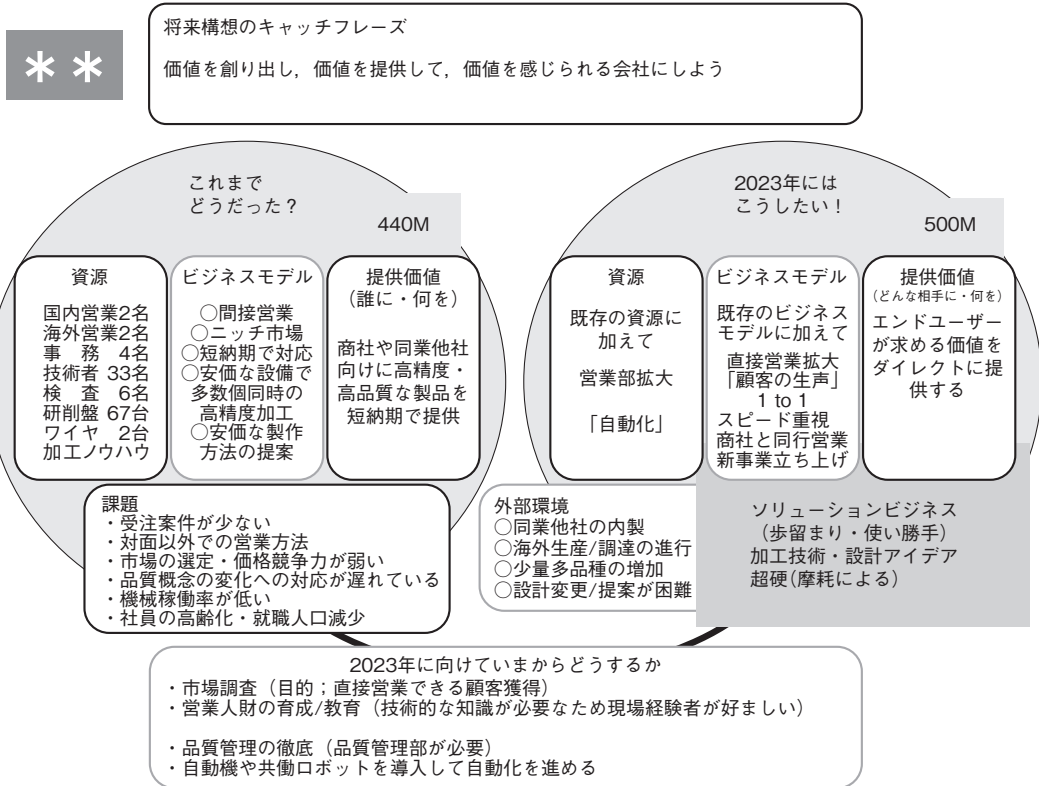 ＊＊
将来構想のキャッチフレーズ
価値を創り出し，価値を提供して，価値を感じられる会社にしよう
これまで
どうだった？
440M
資源
国内営業2名
海外営業2名
事　務　4名
技術者 33名
検　査　6名
研削盤 67台
ワイヤ　2台
加工ノウハウ
ビジネスモデル
○間接営業
○ニッチ市場
○短納期で対応
○安価な設備で
多数個同時の
高精度加工
○安価な製作
方法の提案
提供価値
（誰に・何を）
商社や同業他社
向けに高精度・
高品質な製品を
短納期で提供
課題
・受注案件が少ない
・対面以外での営業方法
・市場の選定・価格競争力が弱い
・品質概念の変化への対応が遅れている
・機械稼働率が低い
・社員の高齢化・就職人口減少
2023年には
こうしたい！
500M
資源
既存の資源に
加えて
営業部拡大
「自動化」
ビジネスモデル
既存のビジネス
モデルに加えて
直接営業拡大
「顧客の生声」
1 to 1
スピード重視
商社と同行営業
新事業立ち上げ
提供価値
（どんな相手に・何を）
エンドユーザー
が求める価値を
ダイレクトに提
供する
外部環境
○同業他社の内製
○海外生産/調達の進行
○少量多品種の増加
○設計変更/提案が困難
ソリューションビジネス
（歩留まり・使い勝手）
加工技術・設計アイデア
超硬(摩耗による)
2023年に向けていまからどうするか
・市場調査（目的；直接営業できる顧客獲得）
・営業人財の育成/教育（技術的な知識が必要なため現場経験者が好ましい）
・品質管理の徹底（品質管理部が必要）
・自動機や共働ロボットを導入して自動化を進める